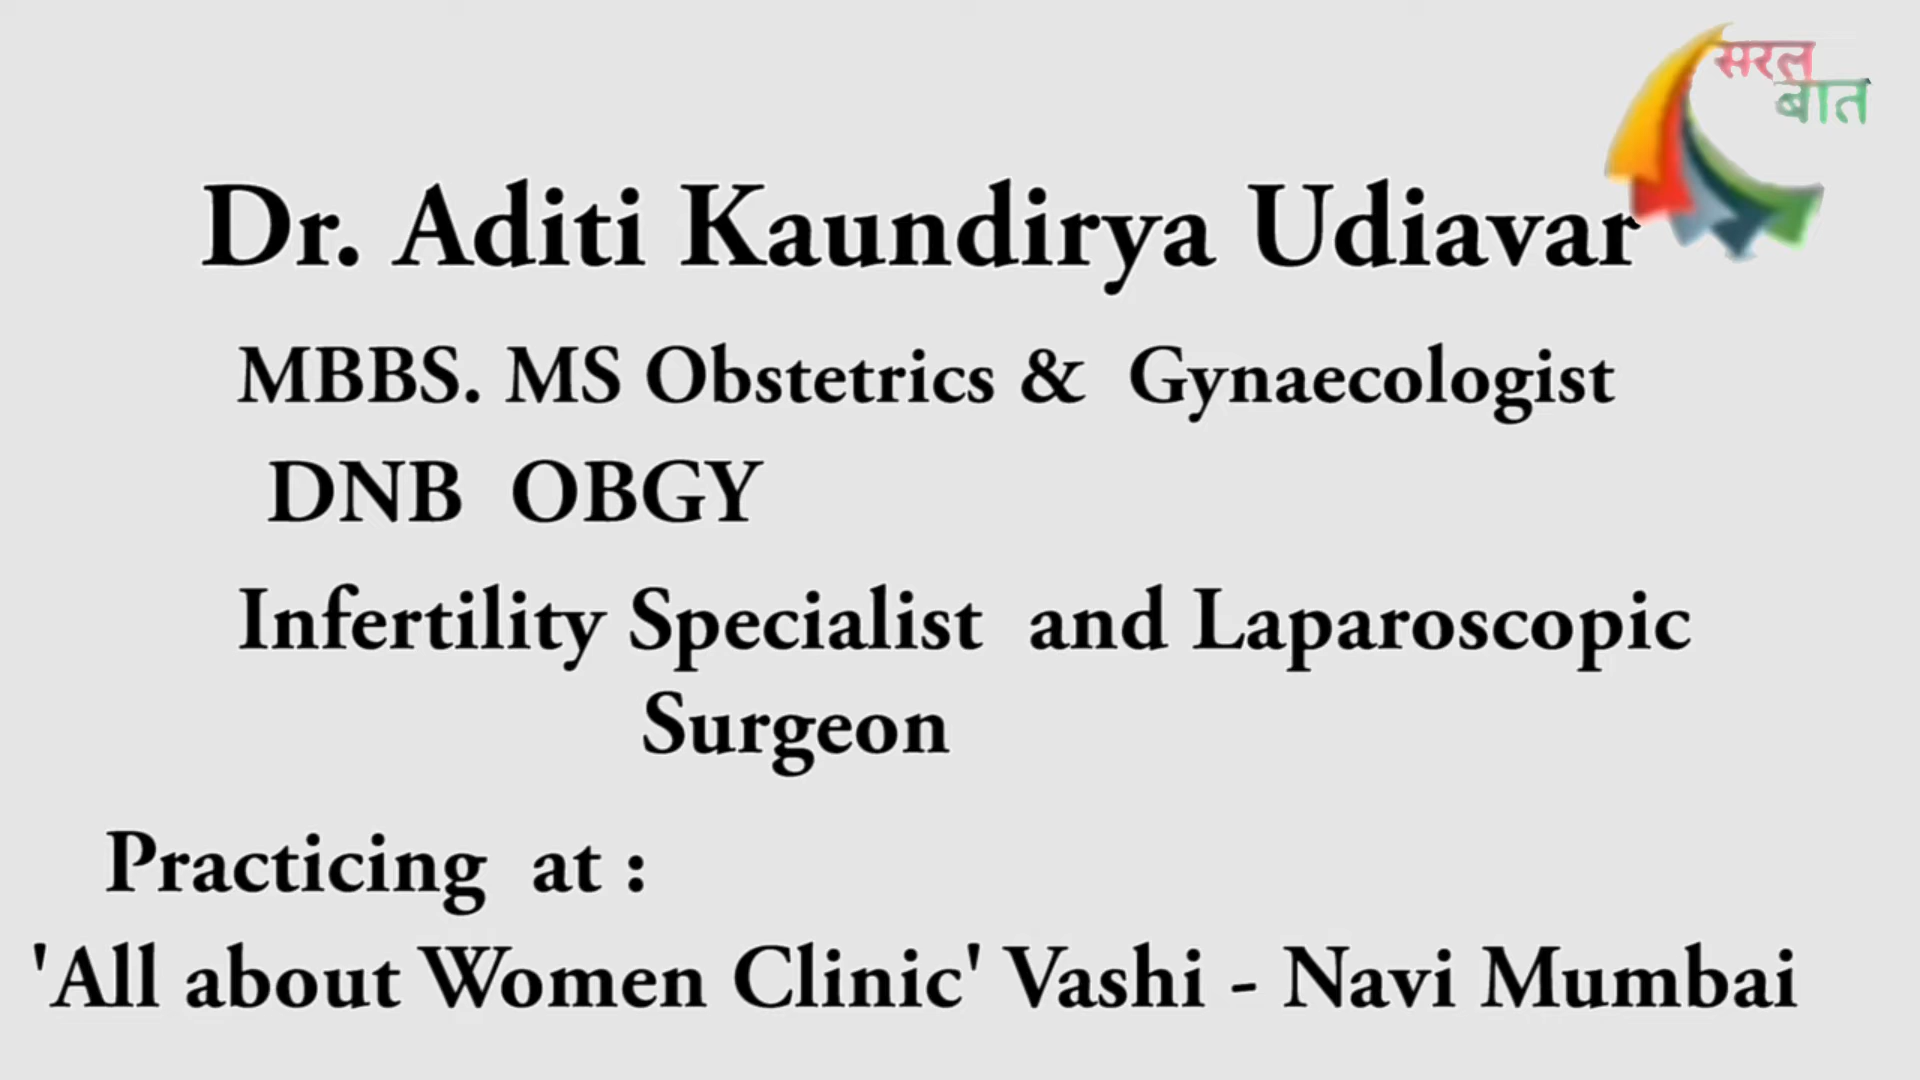 सरल
बात
Dr. Aditi Kaundirya Udiavar
MBBS. MS Obstetrics & Gynaecologist
DNB OBGY
Infertility Specialist and Laparoscopic
Surgeon
Practicing at :
'All about Women Clinic' Vashi - Navi Mumbai